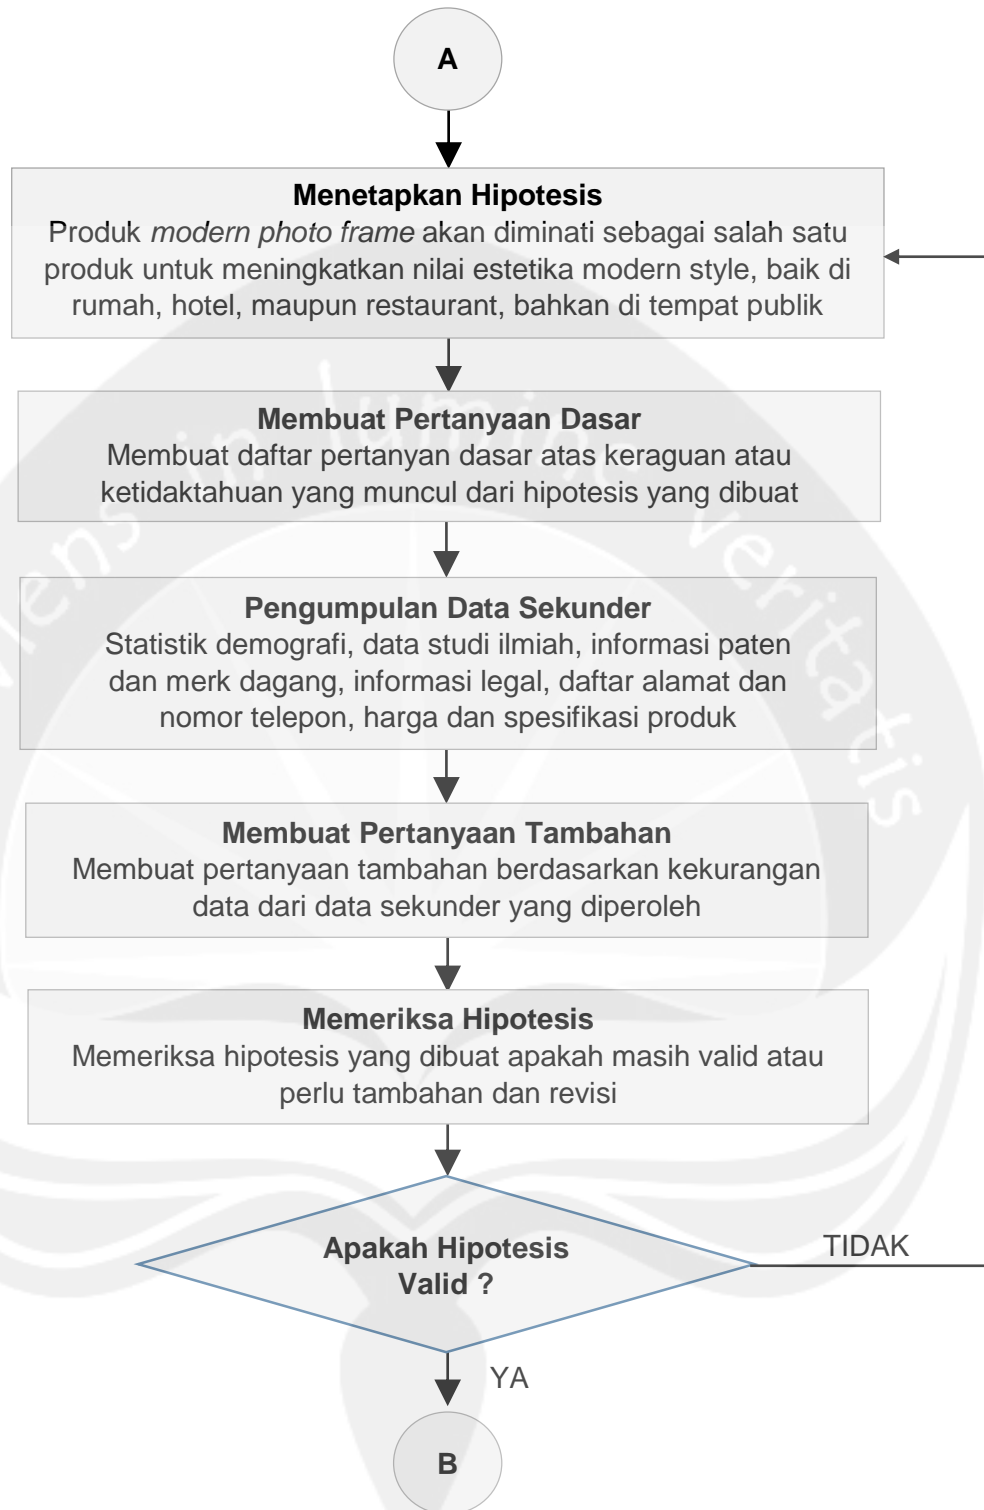 A
Menetapkan Hipotesis
Produk modern photo frame akan diminati sebagai salah satu
produk untuk meningkatkan nilai estetika modern style, baik di
rumah, hotel, maupun restaurant, bahkan di tempat publik
Membuat Pertanyaan Dasar
Membuat daftar pertanyan dasar atas keraguan atau
ketidaktahuan yang muncul dari hipotesis yang dibuat
Pengumpulan Data Sekunder
Statistik demografi, data studi ilmiah, informasi paten
dan merk dagang, informasi legal, daftar alamat dan
nomor telepon, harga dan spesifikasi produk
Membuat Pertanyaan Tambahan
Membuat pertanyaan tambahan berdasarkan kekurangan
data dari data sekunder yang diperoleh
Memeriksa Hipotesis
Memeriksa hipotesis yang dibuat apakah masih valid atau
perlu tambahan dan revisi
Apakah Hipotesis
Valid ?
TIDAK
YA
B
in lumine veritatis